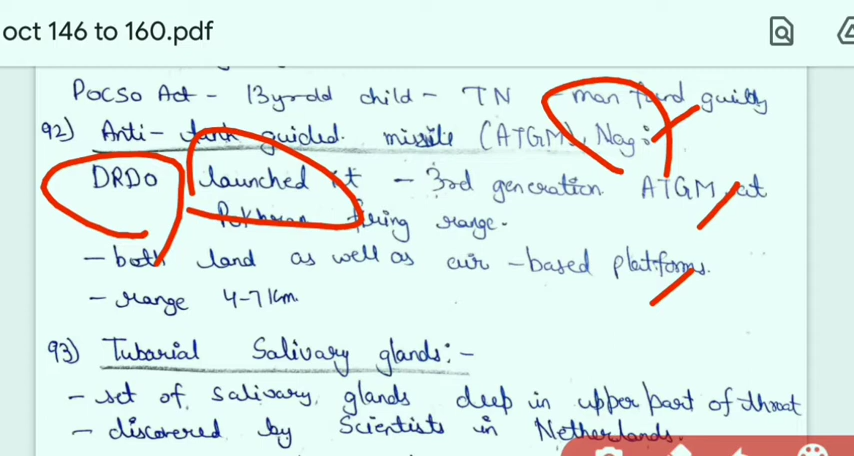 oct 146 to 160.pdf
Pocso Act - 13yrold child - TN - man found guilty
92) Anti-tank guided missile (ATGM), Nag :-
DRDO launched it - 3rd generation ATGM at
Pokhran firing range.
- both land as well as air-based platforms.
- range 4-7 km.
93) Tubarial Salivary glands:-
- set of salivary glands deep in upper part of throat
- discovered by Scientists in Netherlands.